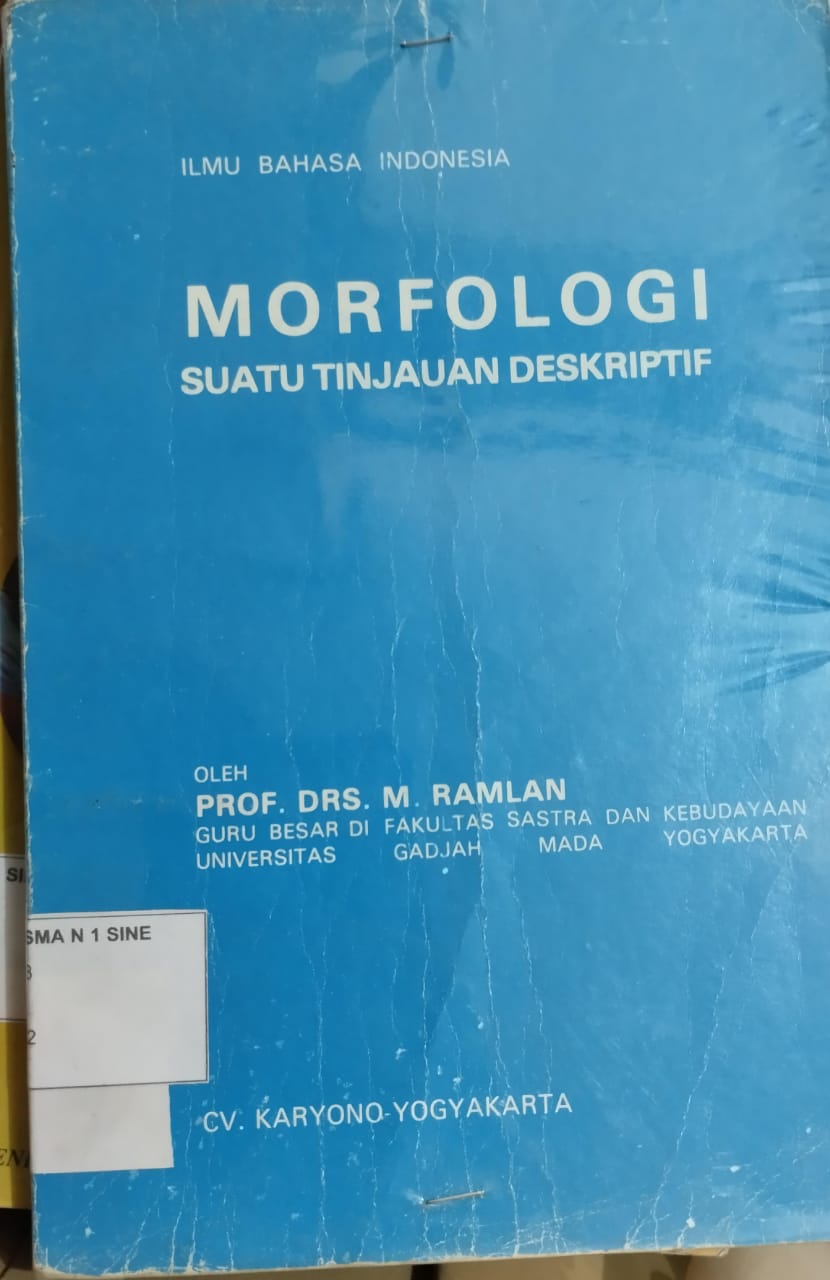 ILMU BAHASA INDONESIA
MORFOLOGI
SUATU TINJAUAN DESKRIPTIF
OLEH
PROF. DRS. M. RAMLAN
GURU BESAR DI FAKULTAS SASTRA DAN KEBUDAYAAN
UNIVERSITAS GADJAH MADA YOGYAKARTA
SMA N 1 SINE
2
CV. KARYONO-YOGYAKARTA